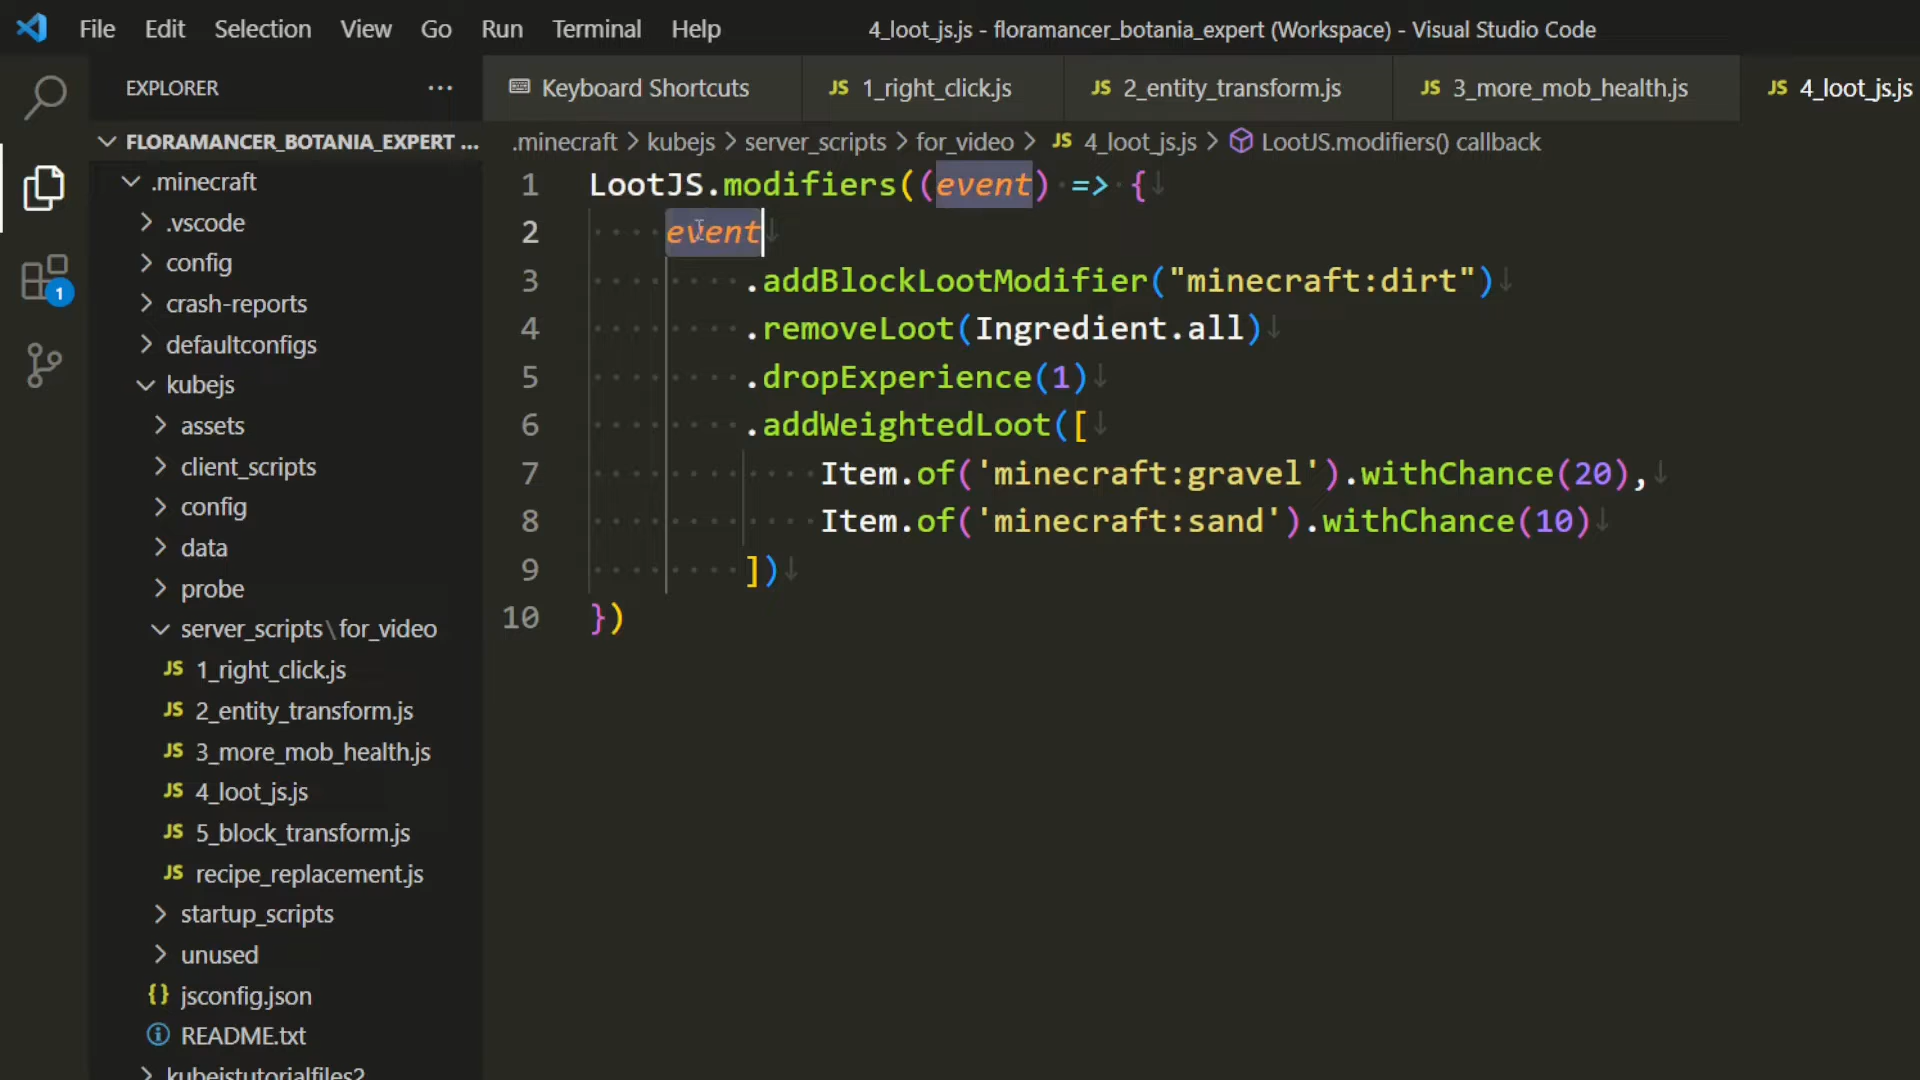 File Edit Selection View Go Run Terminal Help 4_loot_js.js - floramancer_botania_expert (Workspace) - Visual Studio Code
EXPLORER ···
Keyboard Shortcuts JS 1_right_click.js JS 2_entity_transform.js JS 3_more_mob_health.js JS 4_loot_js.js
FLORAMANCER_BOTANIA_EXPERT ...
.minecraft > kubejs > server_scripts > for_video > JS 4_loot_js.js > LootJS.modifiers() callback
.minecraft
.vscode
config
crash-reports
defaultconfigs
kubejs
assets
client_scripts
config
data
probe
server_scripts\for_video
JS 1_right_click.js
JS 2_entity_transform.js
JS 3_more_mob_health.js
JS 4_loot_js.js
JS 5_block_transform.js
JS recipe_replacement.js
startup_scripts
unused
{} jsconfig.json
README.txt
kubejstutorialfiles2
1
1 LootJS.modifiers((event) => {
2 event
3 .addBlockLootModifier("minecraft:dirt")
4 .removeLoot(Ingredient.all)
5 .dropExperience(1)
6 .addWeightedLoot([
7 Item.of('minecraft:gravel').withChance(20),
8 Item.of('minecraft:sand').withChance(10)
9 ])
10 })